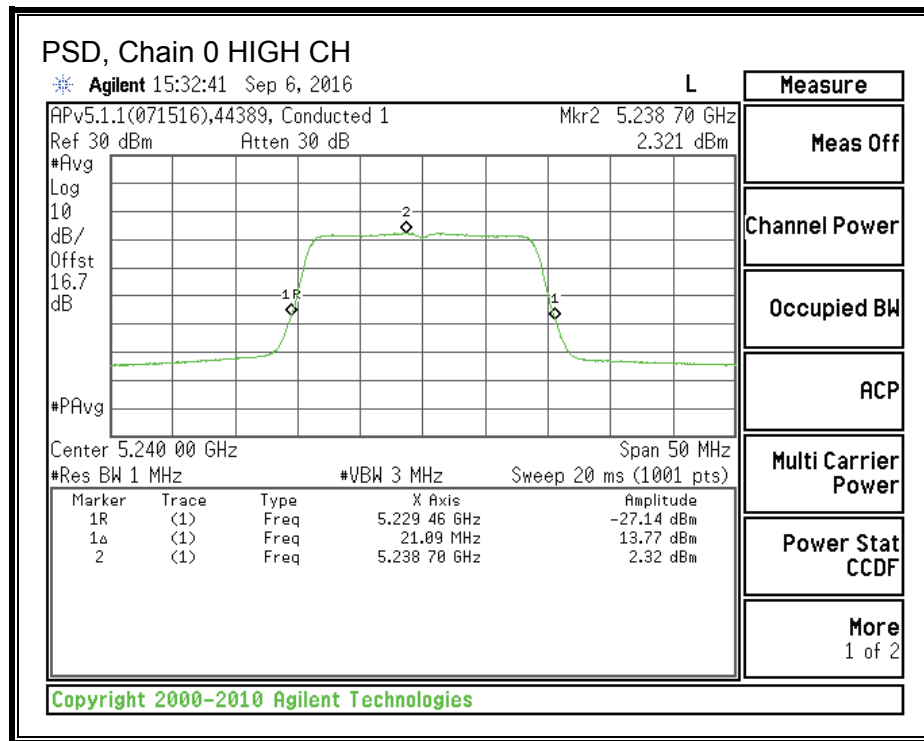 PSD, Chain 0 HIGH CH
Agilent 15:32:41 Sep 6, 2016 L
APv5.1.1(071516),44389, Conducted 1 Mkr2 5.238 70 GHz
Ref 30 dBm Atten 30 dB 2.321 dBm
#Avg
Log
10
dB/
Offst
16.7
dB
2
1R
1
#PAvg
Center 5.240 00 GHz Span 50 MHz
#Res BW 1 MHz #VBW 3 MHz Sweep 20 ms (1001 pts)
Marker Trace Type X Axis Amplitude
1R (1) Freq 5.229 46 GHz -27.14 dBm
1Δ (1) Freq 21.09 MHz 13.77 dBm
2 (1) Freq 5.238 70 GHz 2.32 dBm
Measure
Meas Off
Channel Power
Occupied BW
ACP
Multi Carrier
Power
Power Stat
CCDF
More
1 of 2
Copyright 2000-2010 Agilent Technologies